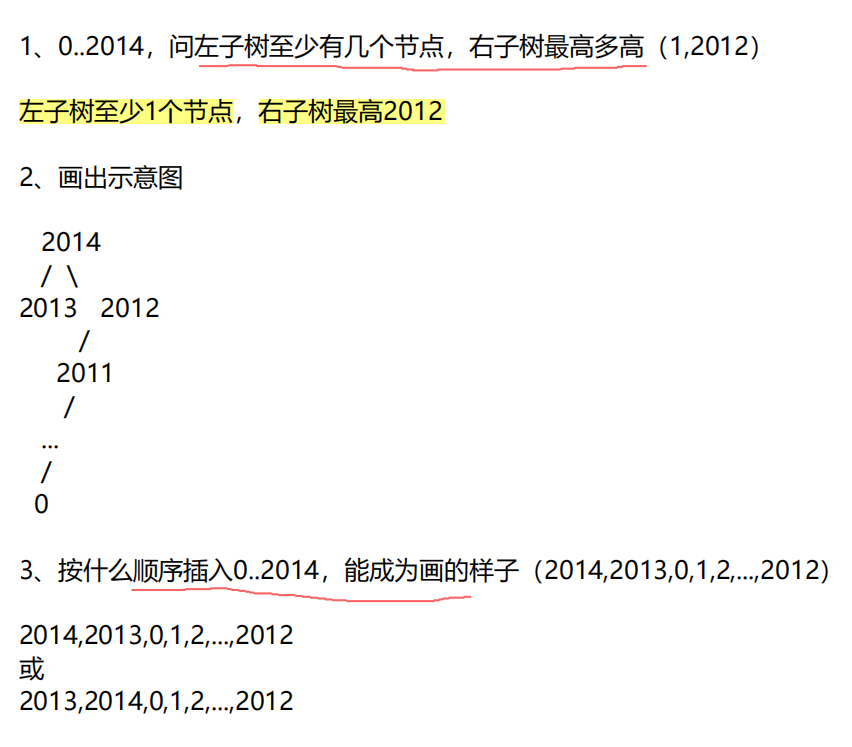 1、0..2014，问左子树至少有几个节点，右子树最高多高（1,2012）
左子树至少1个节点，右子树最高2012
2、画出示意图
2014
/ \
2013 2012
/
2011
/
...
/
0
3、按什么顺序插入0..2014，能成为画的样子（2014,2013,0,1,2,...,2012）
2014,2013,0,1,2,...,2012
或
2013,2014,0,1,2,...,2012